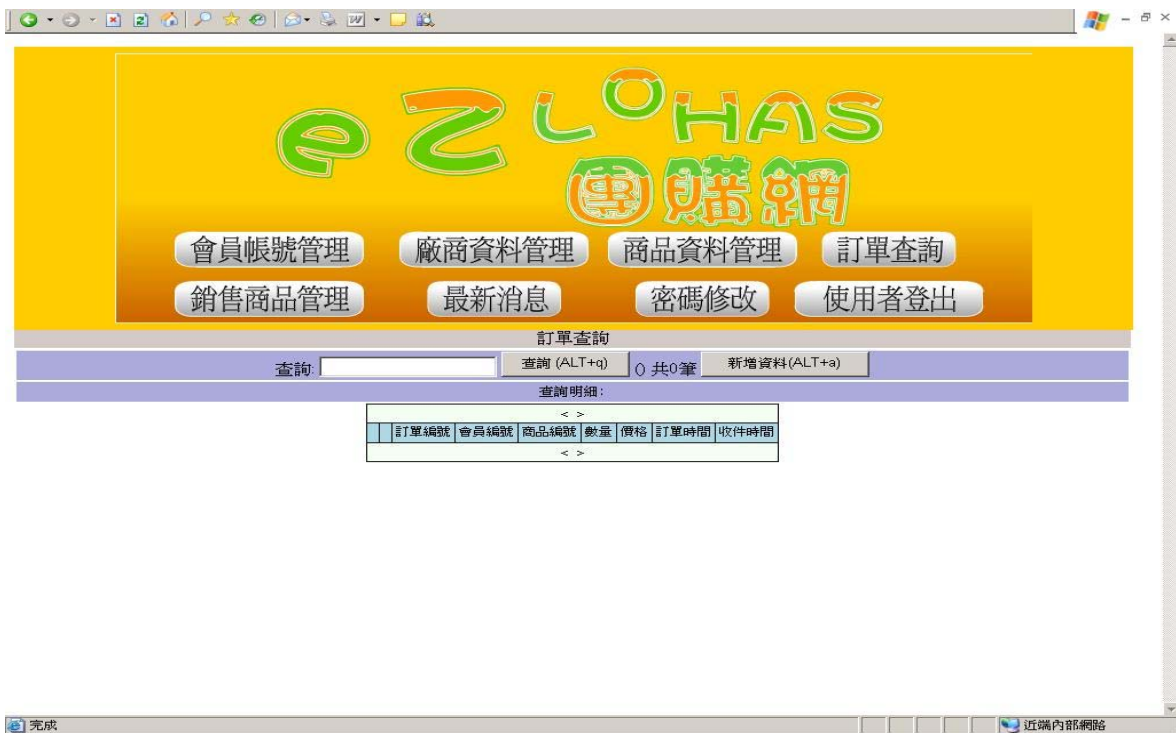 eZ LOHAS
團購網
會員帳號管理 廠商資料管理 商品資料管理 訂單查詢
銷售商品管理 最新消息 密碼修改 使用者登出
訂單查詢
查詢: 查詢 (ALT+q) () 共0筆 新增資料(ALT+a)
查詢明細:
< >
訂單編號 會員編號 商品編號 數量 價格 訂單時間 收件時間
< >
完成 近端內部網路